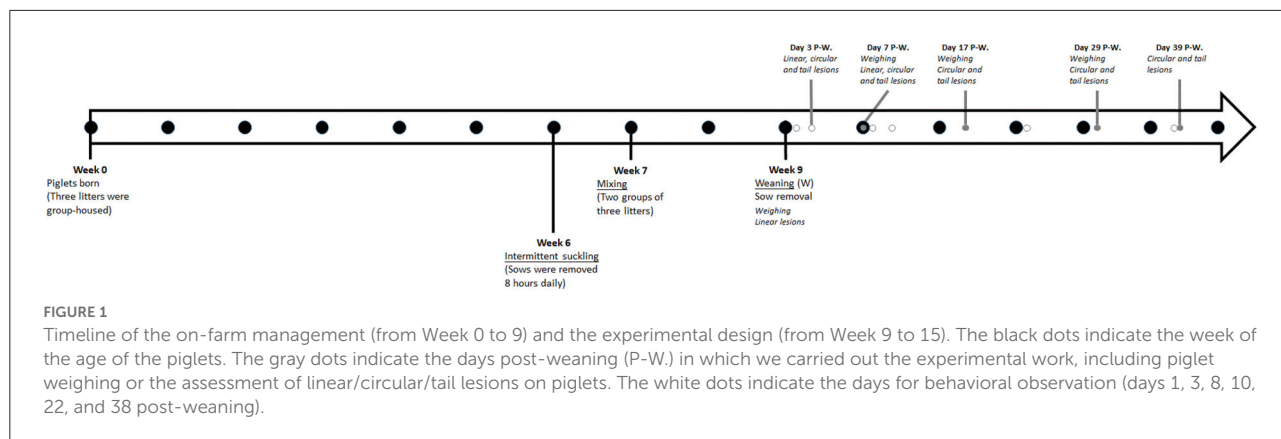 Day 3 P-W.
Linear, circular
and tail lesions
Day 7 P-W.
Weighing
Linear, circular
and tail lesions
Day 17 P-W.
Weighing
Circular and
tail lesions
Day 29 P-W.
Weighing
Circular and
tail lesions
Day 39 P-W.
Circular and tail
lesions
Week 0
Piglets born
(Three litters were
group-housed)
Week 6
Intermittent suckling
(Sows were removed
8 hours daily)
Week 7
Mixing
(Two groups of
three litters)
Week 9
Weaning (W)
Sow removal
Weighing
Linear lesions
FIGURE 1
Timeline of the on-farm management (from Week 0 to 9) and the experimental design (from Week 9 to 15). The black dots indicate the week of
the age of the piglets. The gray dots indicate the days post-weaning (P-W.) in which we carried out the experimental work, including piglet
weighing or the assessment of linear/circular/tail lesions on piglets. The white dots indicate the days for behavioral observation (days 1, 3, 8, 10,
22, and 38 post-weaning).